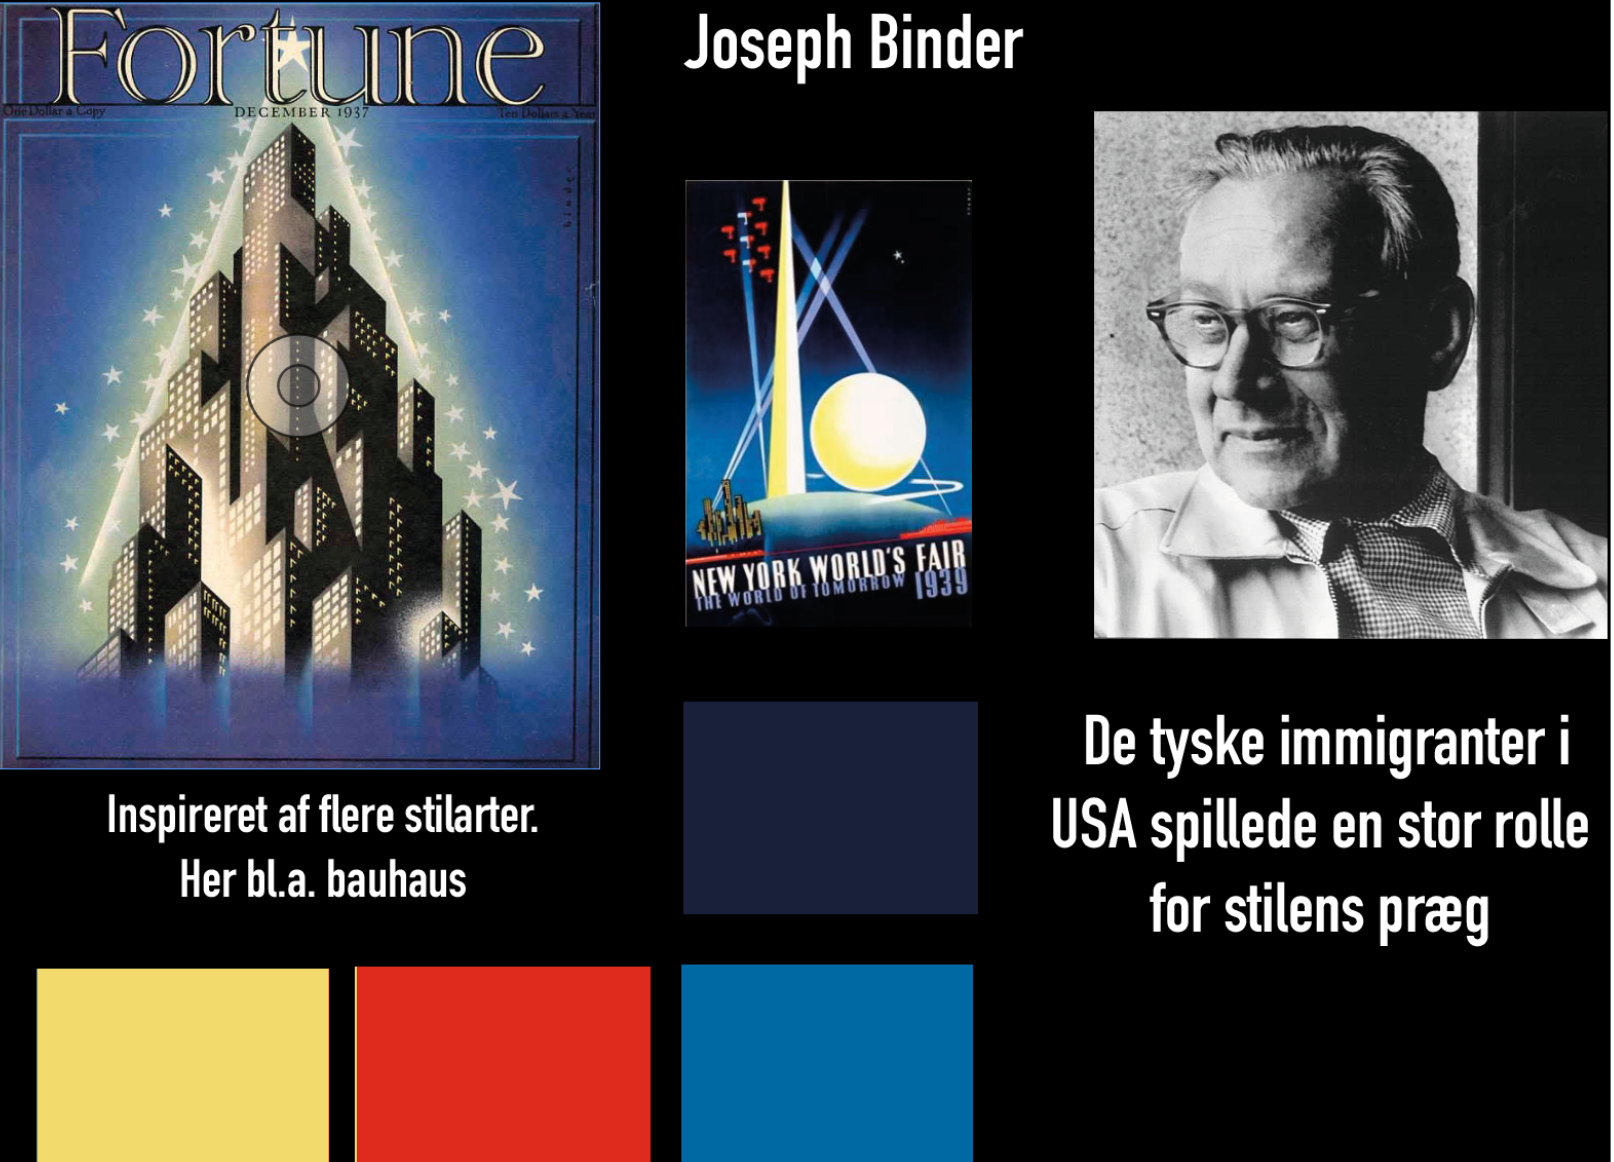 Fortune
One Dollar a Copy
DECEMBER 1937
Ten Dollars a Year
binder
Inspireret af flere stilarter.
Her bl.a. bauhaus
Joseph Binder
NEW YORK WORLD'S FAIR
THE WORLD OF TOMORROW 1939
De tyske immigranter i
USA spillede en stor rolle
for stilens præg